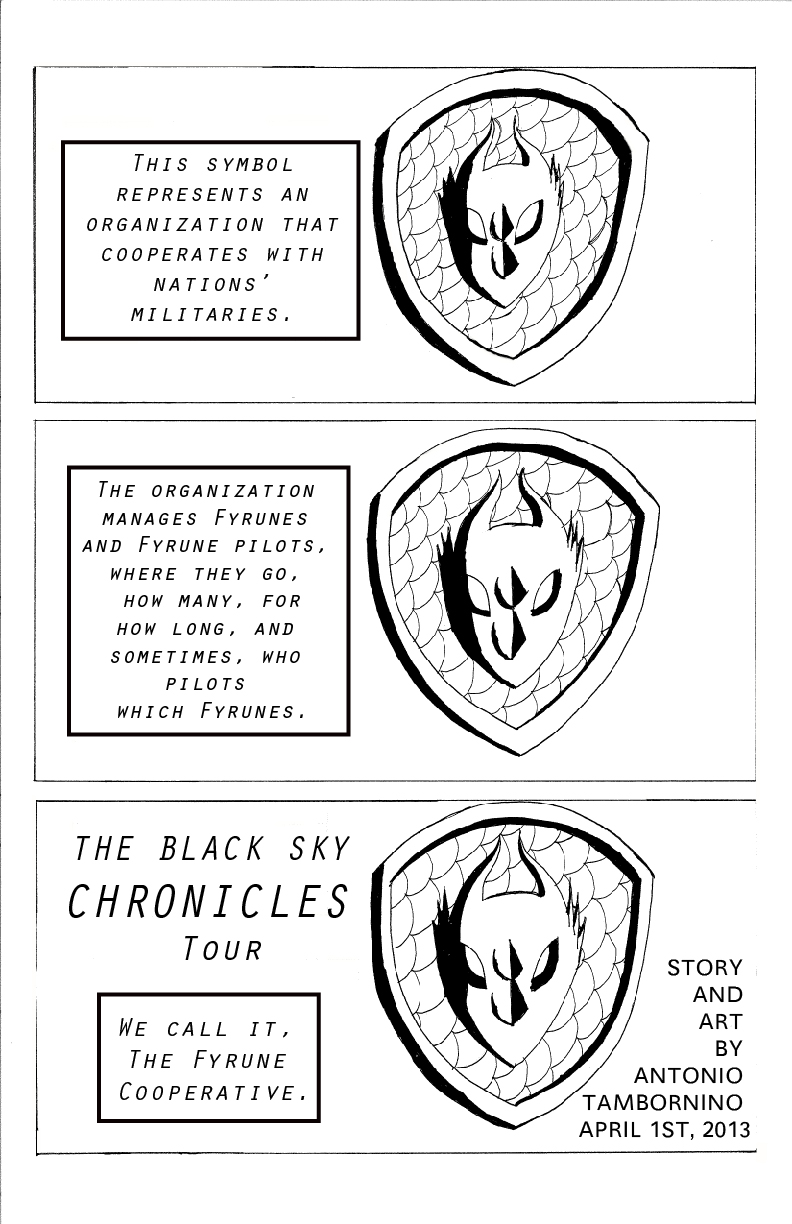 THIS SYMBOL
REPRESENTS AN
ORGANIZATION THAT
COOPERATES WITH
NATIONS'
MILITARIES.
THE ORGANIZATION
MANAGES FYRUNES
AND FYRUNE PILOTS,
WHERE THEY GO,
HOW MANY, FOR
HOW LONG, AND
SOMETIMES, WHO
PILOTS
WHICH FYRUNES.
THE BLACK SKY
CHRONICLES
TOUR
WE CALL IT,
THE FYRUNE
COOPERATIVE.
STORY
AND
ART
BY
ANTONIO
TAMBORNINO
APRIL 1ST, 2013